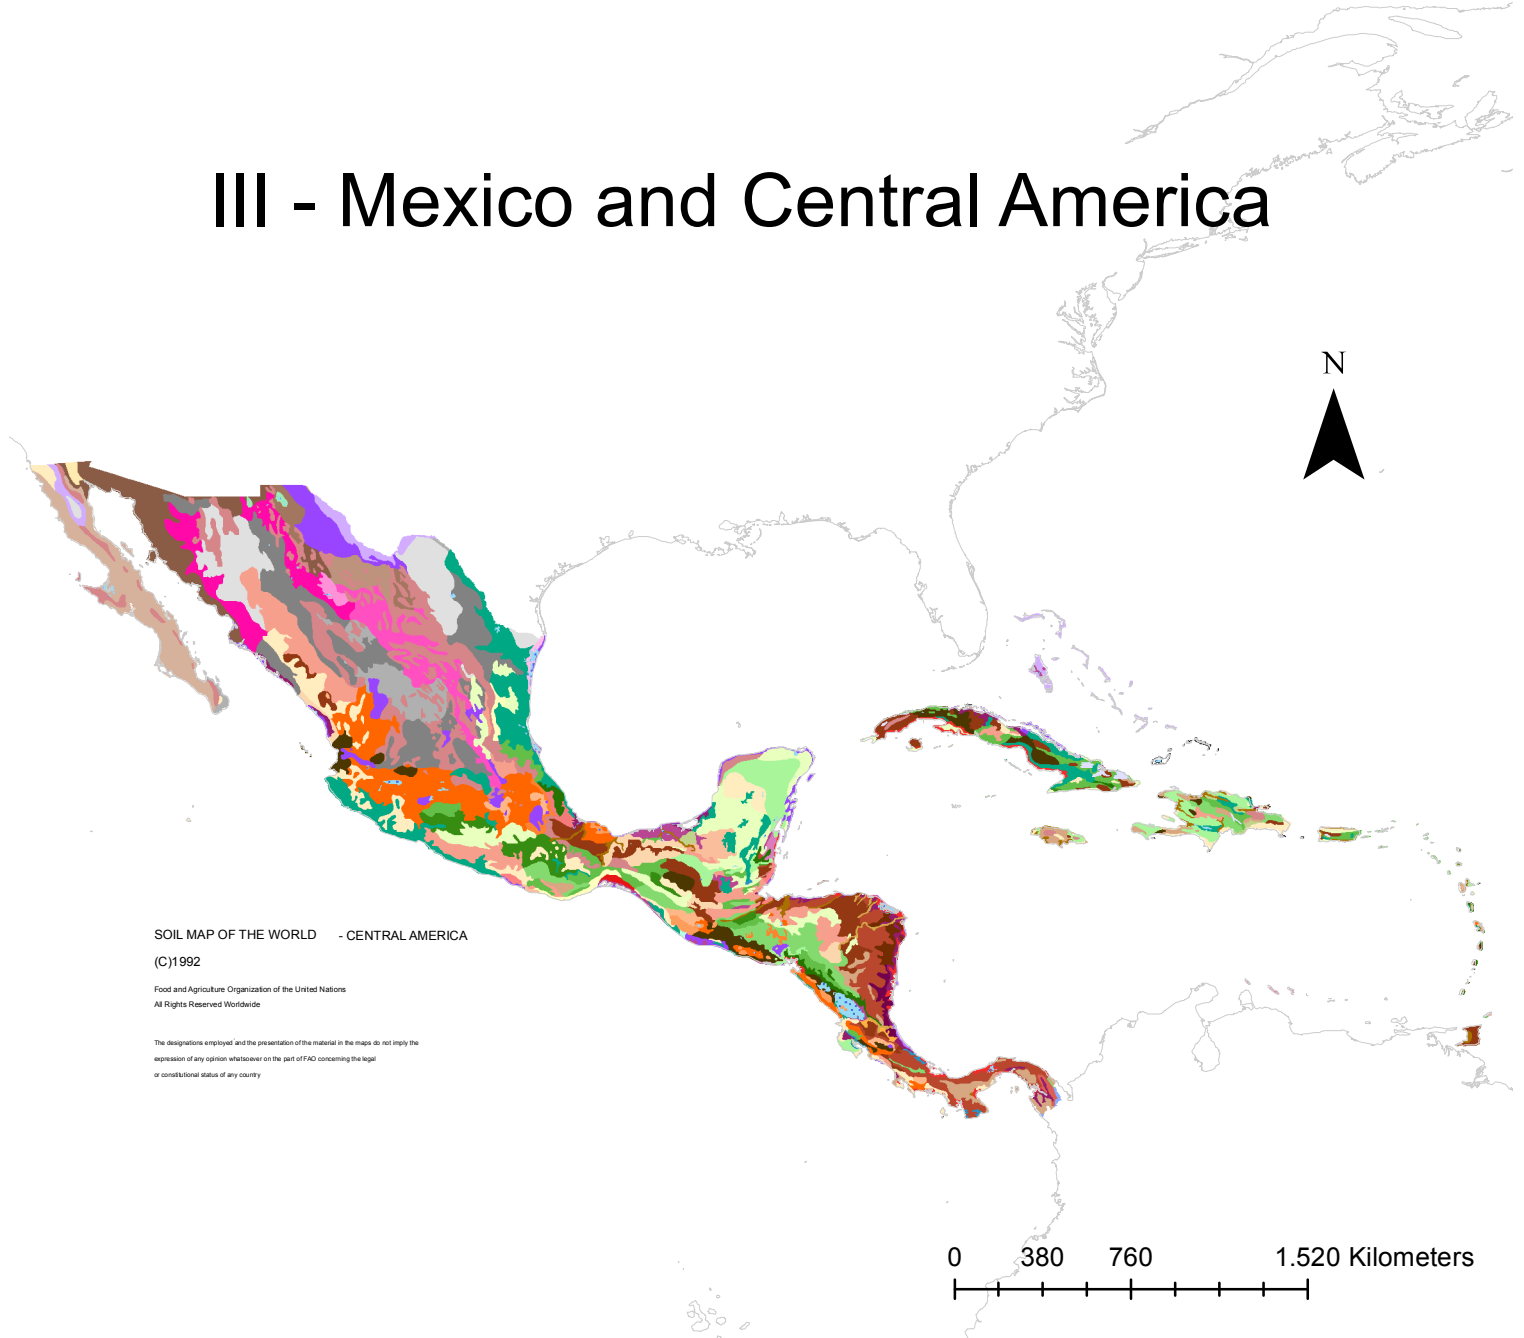 III - Mexico and Central America
N
SOIL MAP OF THE WORLD - CENTRAL AMERICA
(C)1992
Food and Agriculture Organization of the United Nations
All Rights Reserved Worldwide
The designations employed and the presentation of the material in the maps do not imply the
expression of any opinion whatsoever on the part of FAO concerning the legal
or constitutional status of any country
0 380 760 1.520 Kilometers